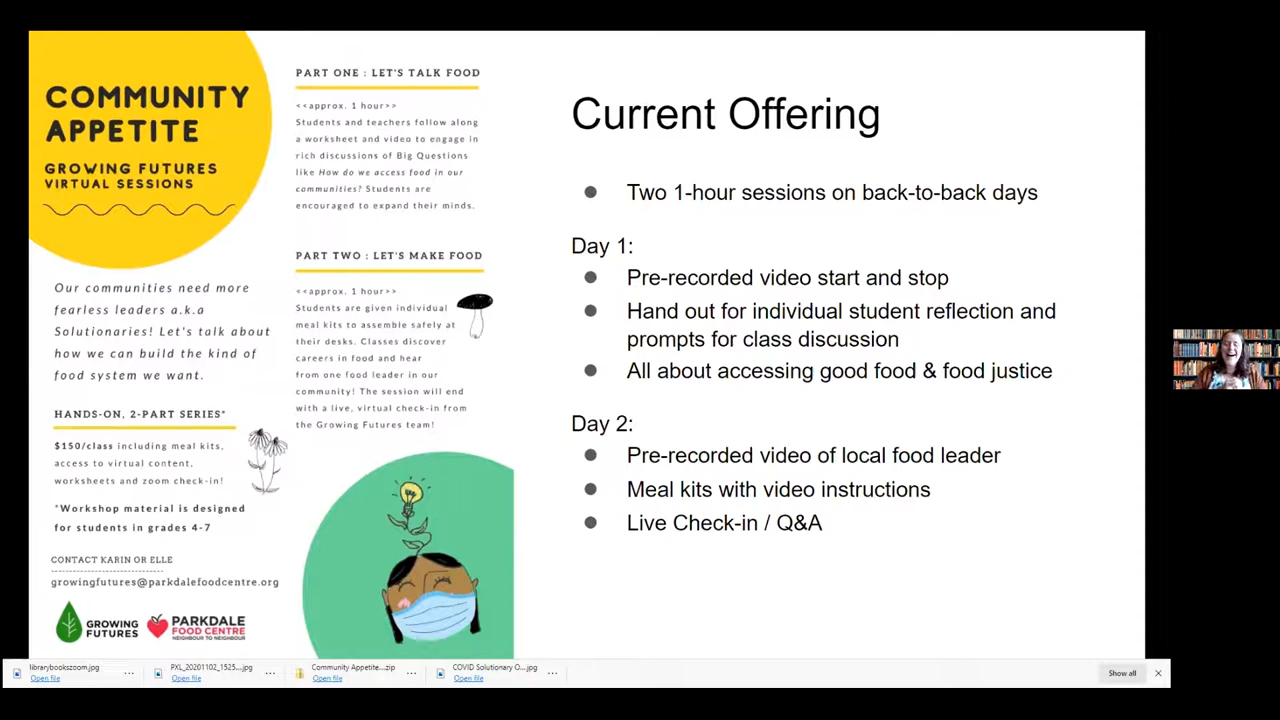 COMMUNITY
APPETITE
GROWING FUTURES
VIRTUAL SESSIONS
Our communities need more
fearless leaders a.k.a
Solutionaries! Let's talk about
how we can build the kind of
food system we want.
HANDS-ON, 2-PART SERIES*
$150/class including meal kits,
access to virtual content,
worksheets and zoom check-in!
*Workshop material is designed
for students in grades 4-7
CONTACT KARIN OR ELLE
growingfutures@parkdalefoodcentre.org
GROWING
FUTURES
PARKDALE
FOOD CENTRE
NEIGHBOUR TO NEIGHBOUR
PART ONE : LET'S TALK FOOD
<<approx. 1 hour>>
Students and teachers follow along
a worksheet and video to engage in
rich discussions of Big Questions
like How do we access food in our
communities? Students are
encouraged to expand their minds.
PART TWO : LET'S MAKE FOOD
<<approx. 1 hour>>
Students are given individual
meal kits to assemble safely at
their desks. Classes discover
careers in food and hear
from one food leader in our
community! The session will end
with a live, virtual check-in from
the Growing Futures team!
Current Offering
● Two 1-hour sessions on back-to-back days
Day 1:
● Pre-recorded video start and stop
● Hand out for individual student reflection and
prompts for class discussion
● All about accessing good food & food justice
Day 2:
● Pre-recorded video of local food leader
● Meal kits with video instructions
● Live Check-in / Q&A
librarybookszoom.jpg
Open file
PXL_20201102_1525....jpg
Open file
Community Appetite....zip
Open file
COVID Solutionary O....jpg
Open file
Show all